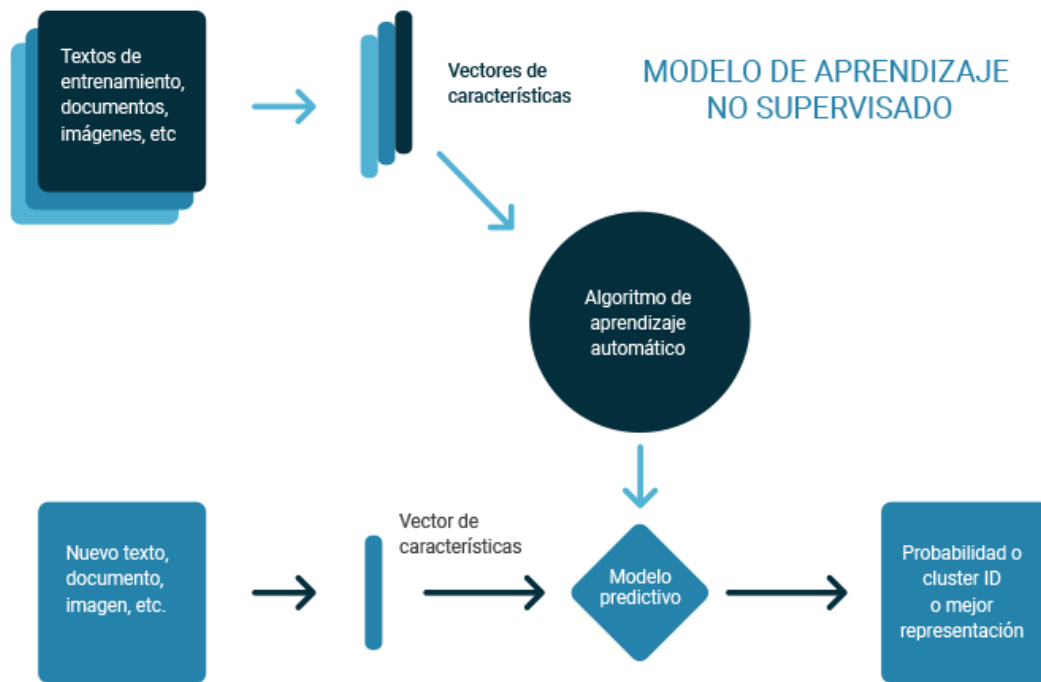 Textos de
entrenamiento,
documentos,
imágenes, etc
Vectores de
característícas
MODELO DE APRENDIZAJE
NO SUPERVISADO
Algoritmo de
aprendizaje
automático
Nuevo texto,
documento,
imagen, etc.
Vector de
características
Modelo
predictivo
Probabilidad o
cluster ID
o mejor
representación